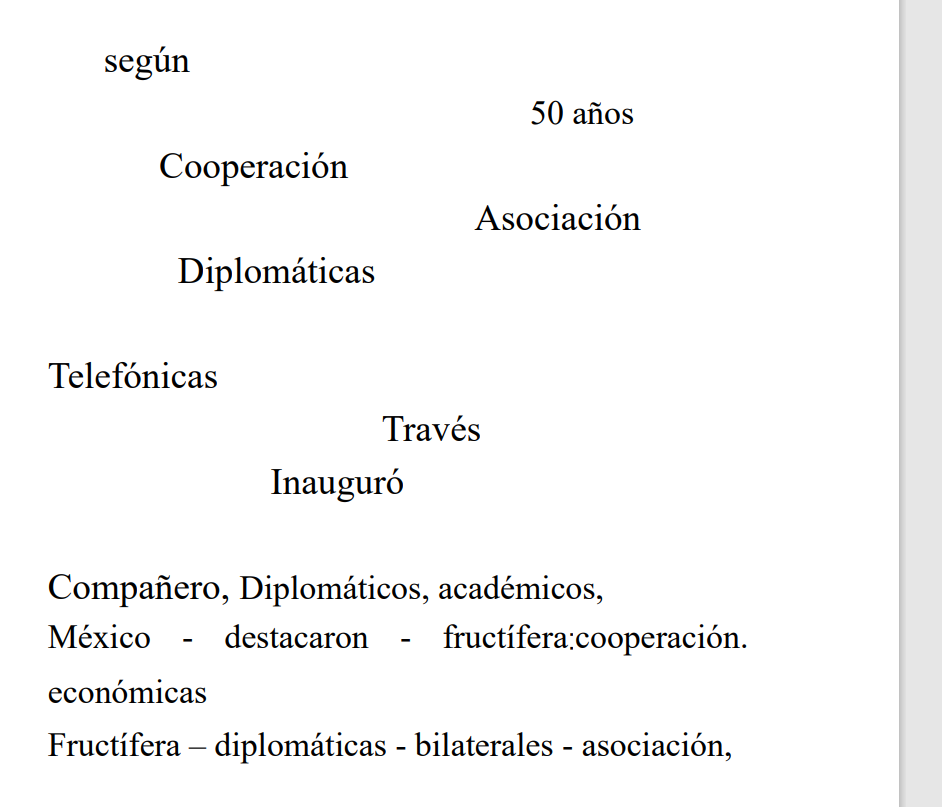 según
50 años
Cooperación
Asociación
Diplomáticas
Telefónicas
Través
Inauguró
Compañero, Diplomáticos, académicos,
México - destacaron - fructífera:cooperación.
económicas
Fructífera – diplomáticas - bilaterales - asociación,